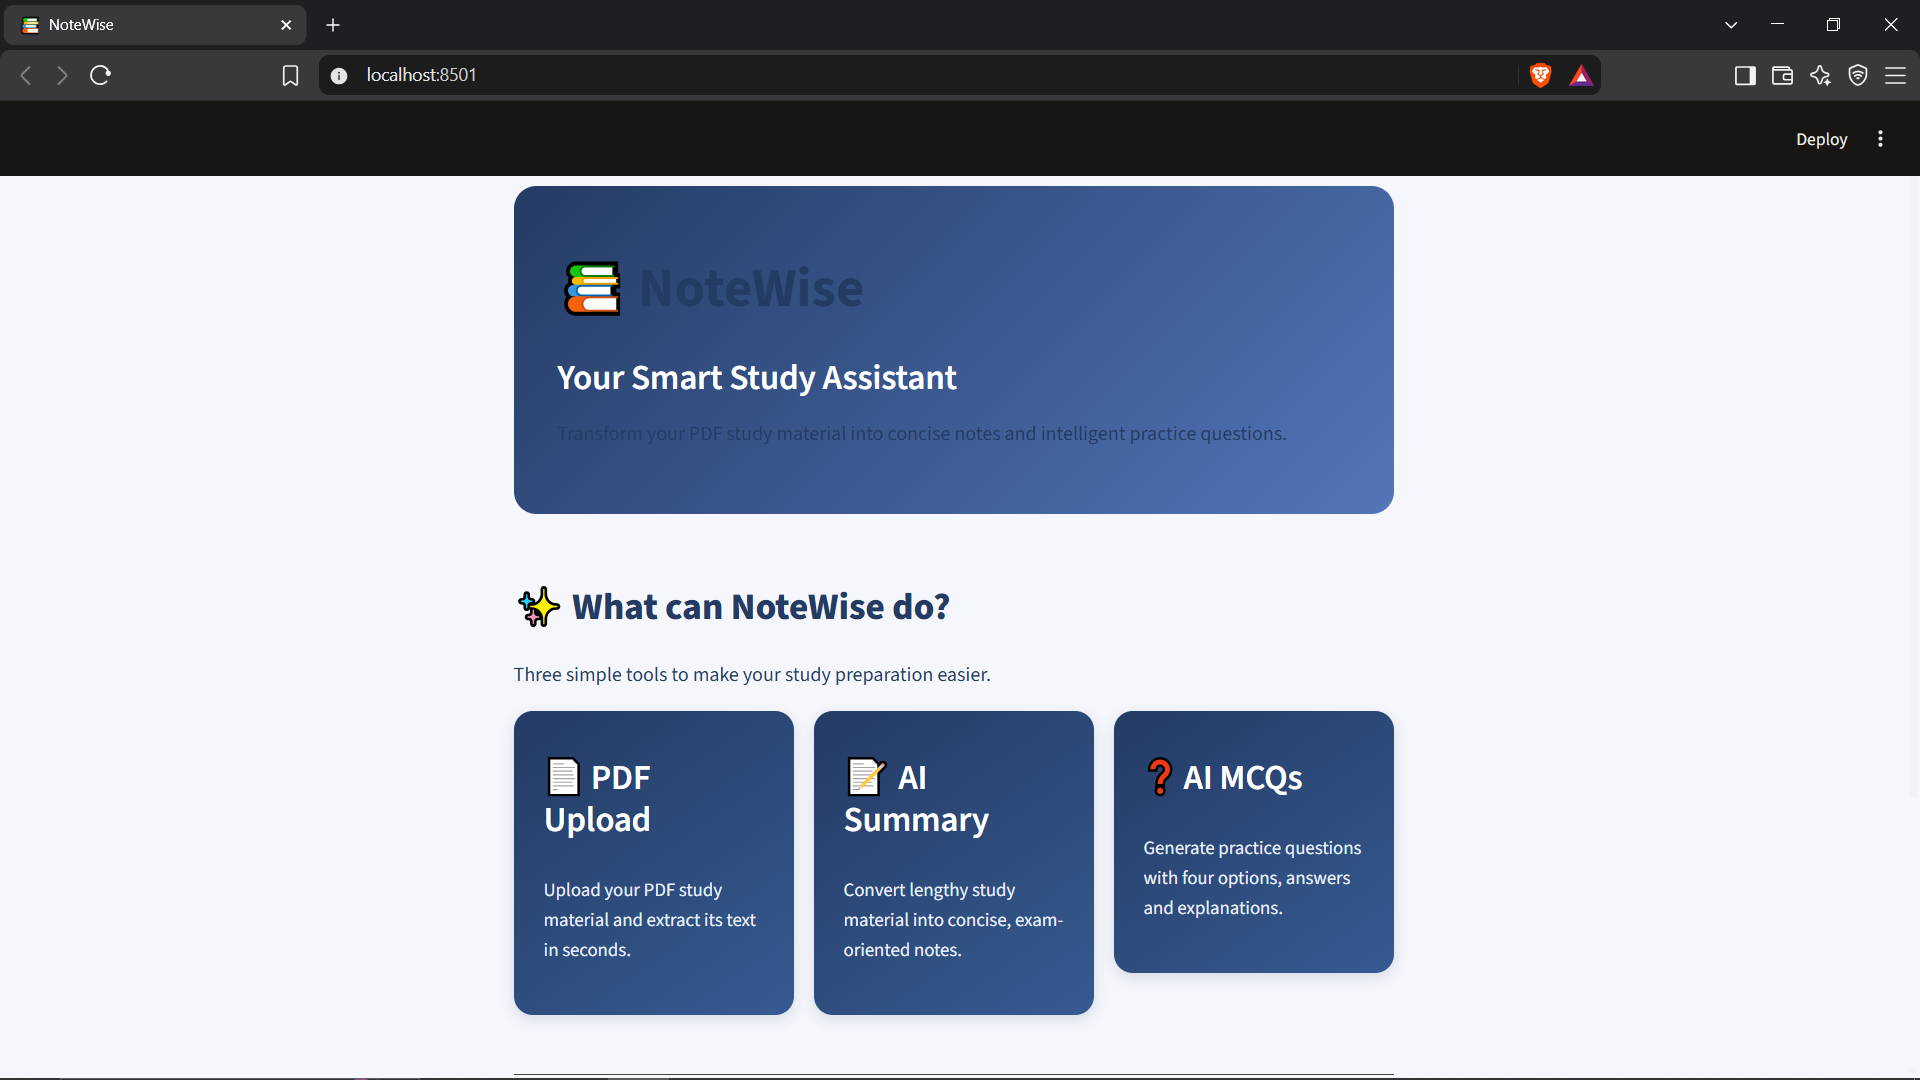 NoteWise
localhost:8501
Deploy
NoteWise
Your Smart Study Assistant
Transform your PDF study material into concise notes and intelligent practice questions.
What can NoteWise do?
Three simple tools to make your study preparation easier.
PDF
Upload
Upload your PDF study
material and extract its text
in seconds.
AI
Summary
Convert lengthy study
material into concise, exam-
oriented notes.
AI MCQs
Generate practice questions
with four options, answers
and explanations.